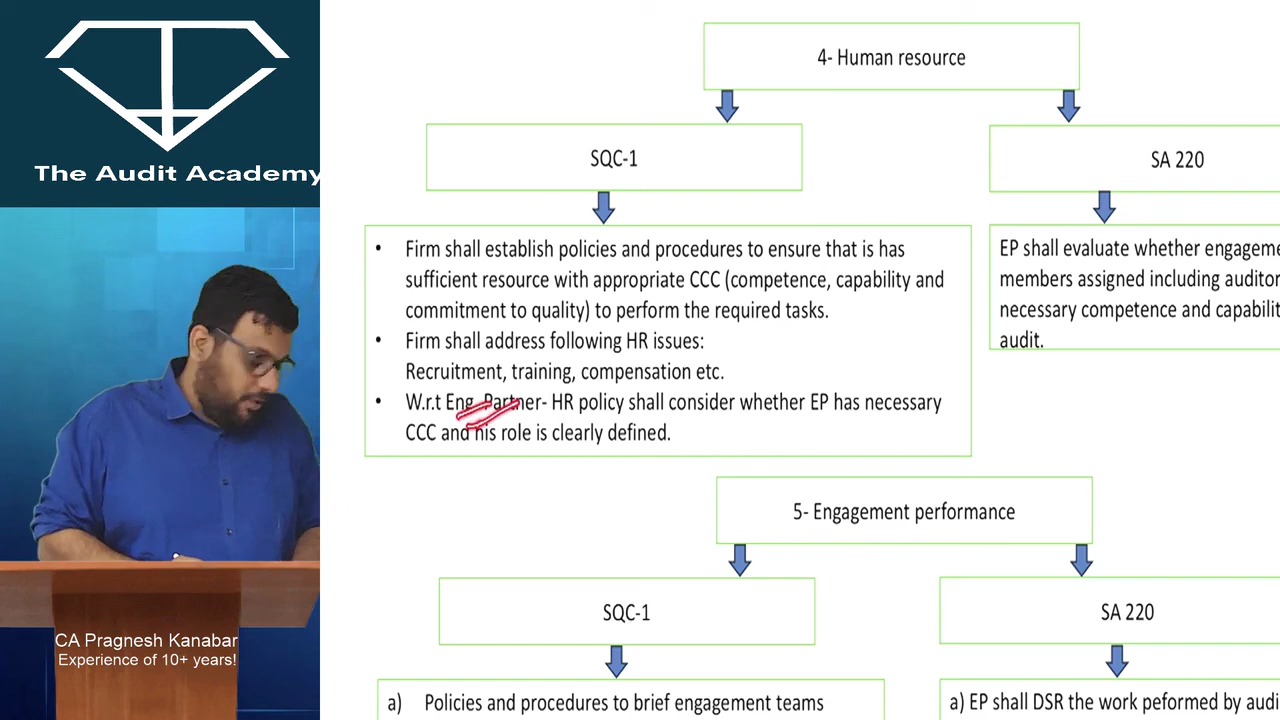 The Audit Academy
CA Pragnesh Kanabar
Experience of 10+ years!
4- Human resource
SQC-1
SA 220
• Firm shall establish policies and procedures to ensure that is has
sufficient resource with appropriate CCC (competence, capability and
commitment to quality) to perform the required tasks.
• Firm shall address following HR issues:
Recruitment, training, compensation etc.
• W.r.t Eng. Partner- HR policy shall consider whether EP has necessary
CCC and his role is clearly defined.
EP shall evaluate whether engageme
members assigned including auditor
necessary competence and capabilit
audit.
5- Engagement performance
SQC-1
SA 220
a) Policies and procedures to brief engagement teams
a) EP shall DSR the work peformed by audi